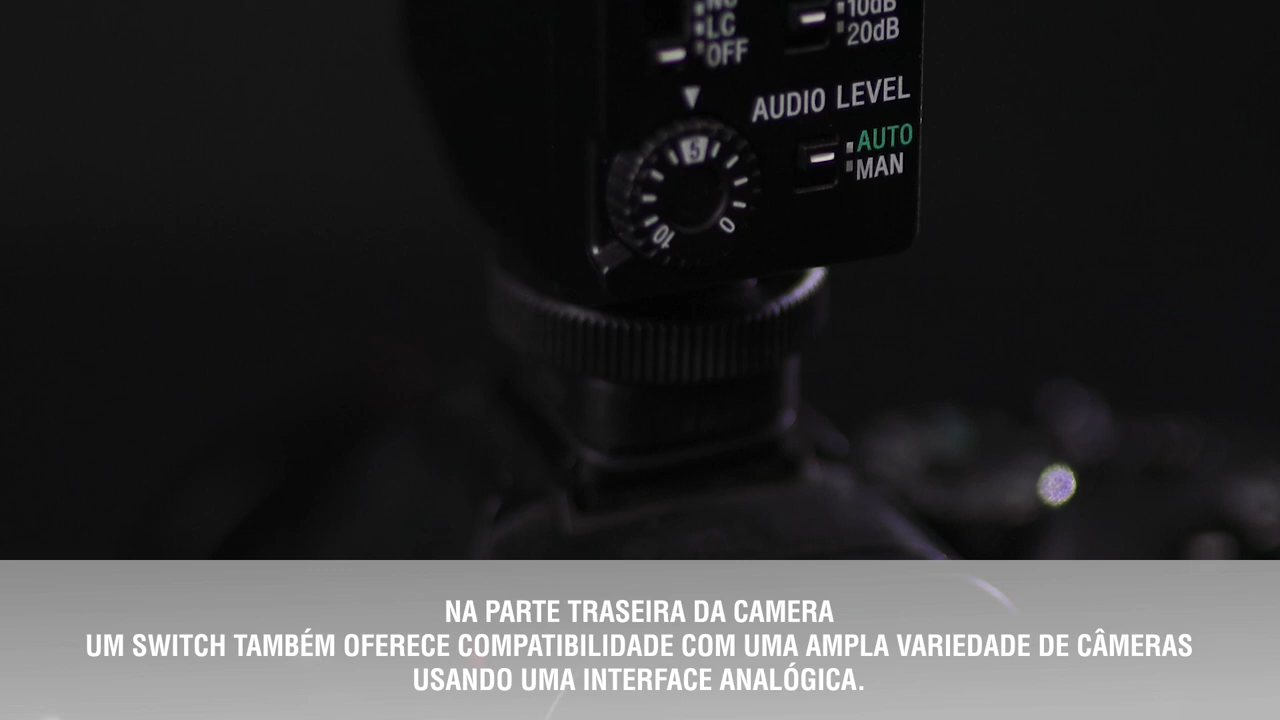 NC
LC
OFF
10dB
20dB
AUDIO LEVEL
AUTO
MAN
5
10
0
NA PARTE TRASEIRA DA CAMERA
UM SWITCH TAMBÉM OFERECE COMPATIBILIDADE COM UMA AMPLA VARIEDADE DE CÂMERAS
USANDO UMA INTERFACE ANALÓGICA.